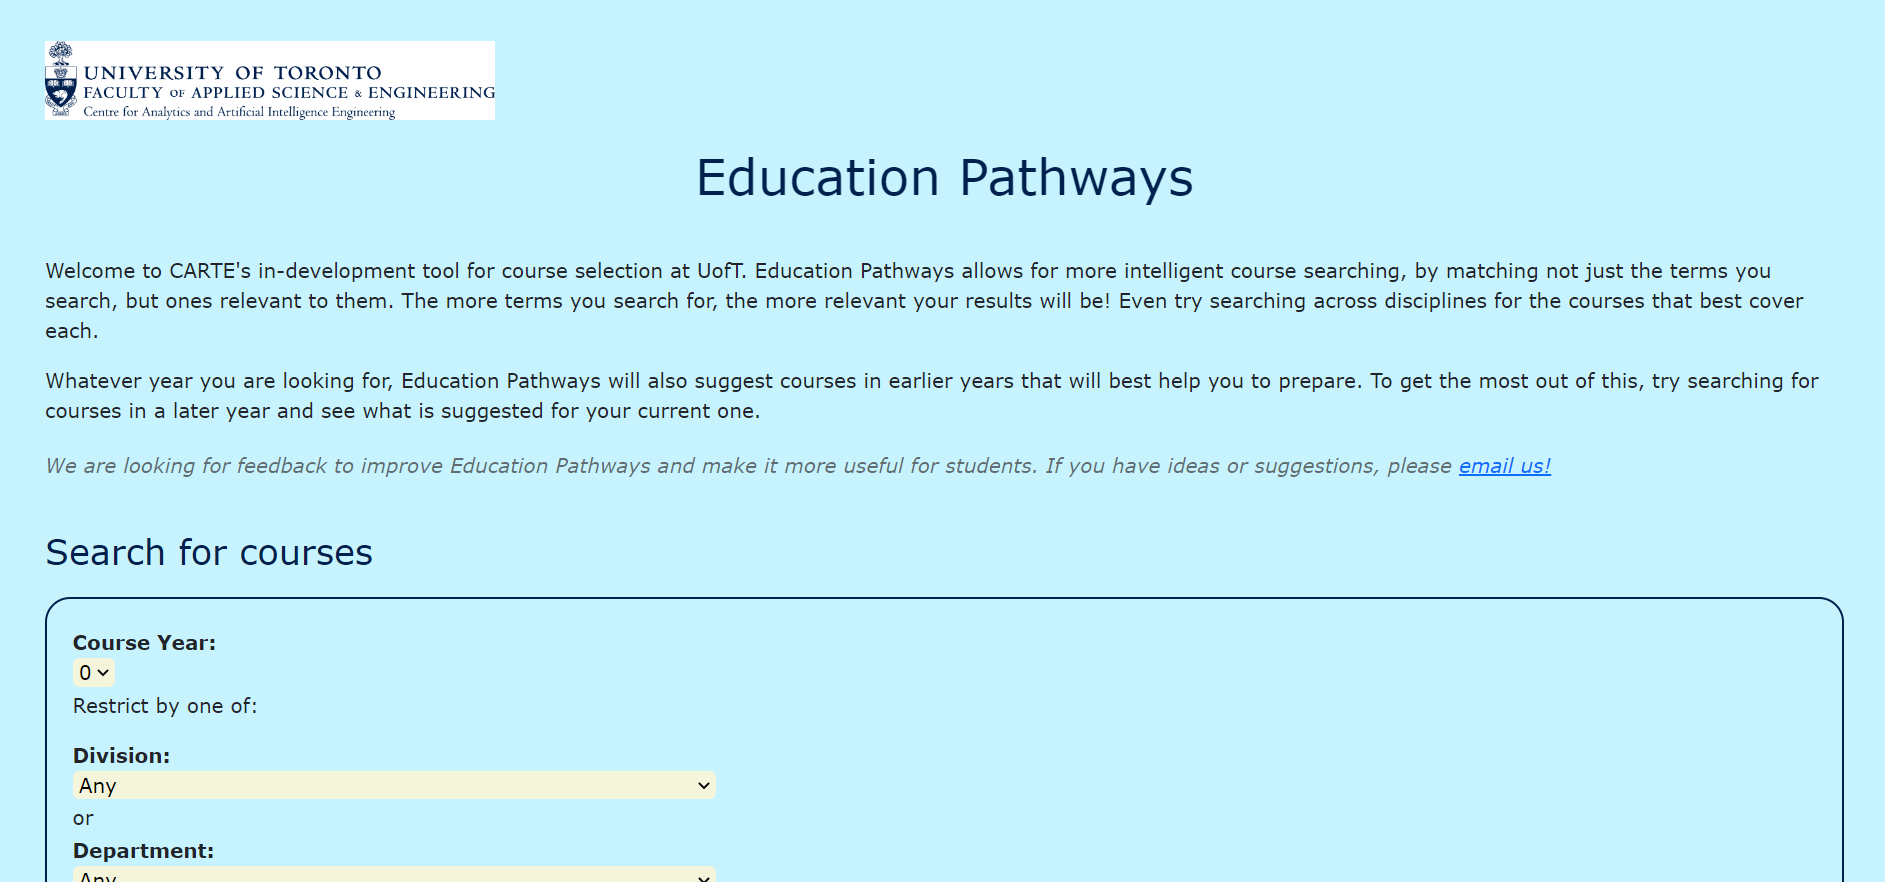 UNIVERSITY OF TORONTO
FACULTY OF APPLIED SCIENCE & ENGINEERING
Centre for Analytics and Artificial Intelligence Engineering
Education Pathways
Welcome to CARTE's in-development tool for course selection at UofT. Education Pathways allows for more intelligent course searching, by matching not just the terms you
search, but ones relevant to them. The more terms you search for, the more relevant your results will be! Even try searching across disciplines for the courses that best cover
each.
Whatever year you are looking for, Education Pathways will also suggest courses in earlier years that will best help you to prepare. To get the most out of this, try searching for
courses in a later year and see what is suggested for your current one.
We are looking for feedback to improve Education Pathways and make it more useful for students. If you have ideas or suggestions, please email us!
Search for courses
Course Year:
0
Restrict by one of:
Division:
Any
or
Department:
Any